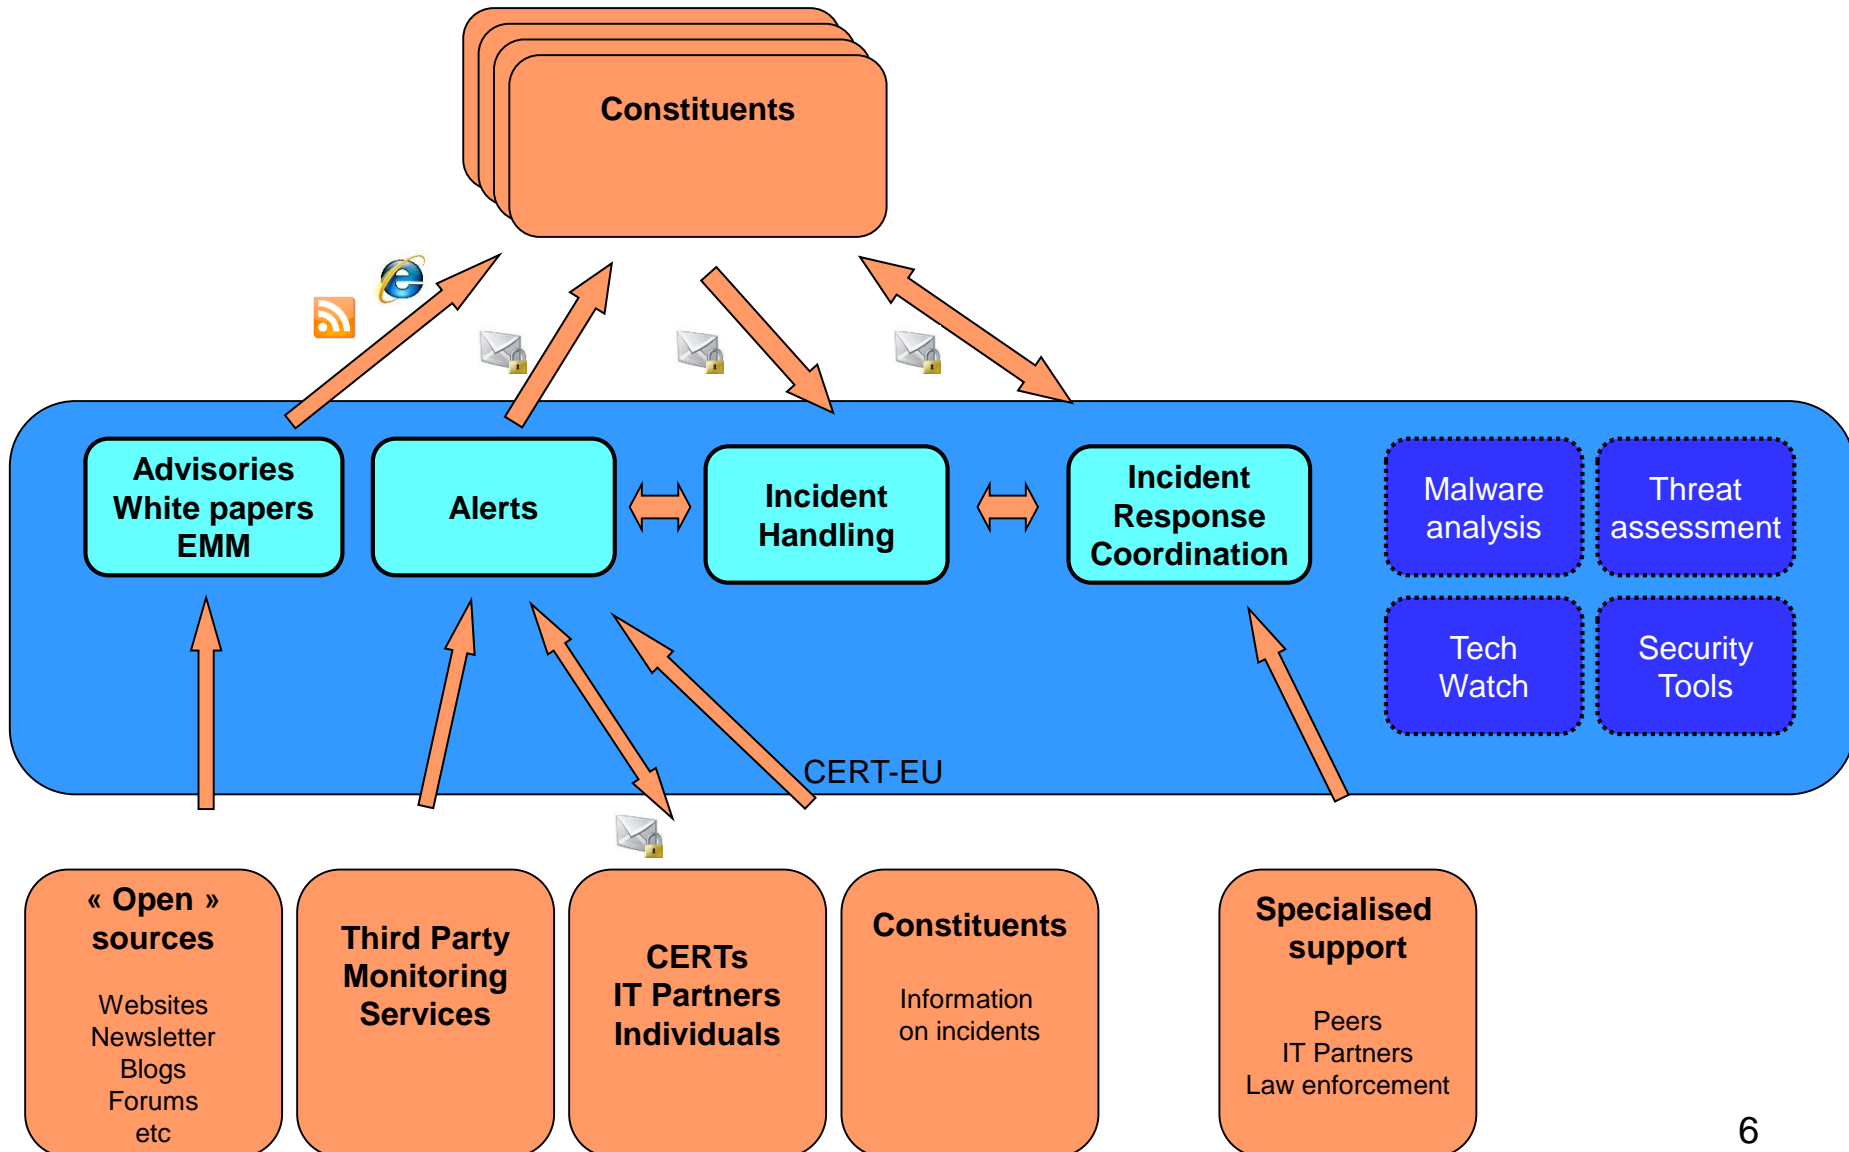 Constituents
Advisories
White papers
EMM
Alerts
Incident
Handling
Incident
Response
Coordination
Malware
analysis
Threat
assessment
Tech
Watch
Security
Tools
CERT-EU
« Open »
sources
Websites
Newsletter
Blogs
Forums
etc
Third Party
Monitoring
Services
CERTs
IT Partners
Individuals
Constituents
Information
on incidents
Specialised
support
Peers
IT Partners
Law enforcement
6